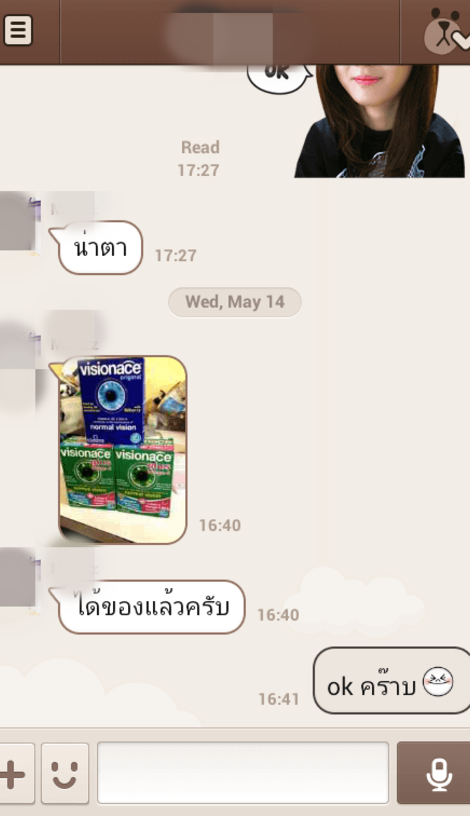 OK
Read
17:27
น่าตา
17:27
Wed, May 14
visionace
original
normal vision
visionace
plus
visionace
plus
16:40
ได้ของแล้วครับ
16:40
ok คร๊าบ
16:41